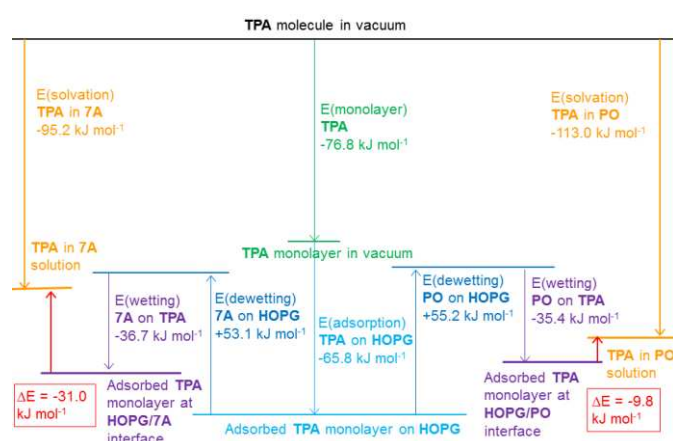 TPA molecule in vacuum
E(solvation)
TPA in 7A
-95.2 kJ mol⁻¹
E(monolayer)
TPA
-76.8 kJ mol⁻¹
E(solvation)
TPA in PO
-113.0 kJ mol⁻¹
TPA in 7A
solution
TPA monolayer in vacuum
E(wetting)
7A on TPA
-36.7 kJ mol⁻¹
E(dewetting)
7A on HOPG
+53.1 kJ mol⁻¹
E(adsorption)
TPA on HOPG
-65.8 kJ mol⁻¹
E(dewetting)
PO on HOPG
+55.2 kJ mol⁻¹
E(wetting)
PO on TPA
-35.4 kJ mol⁻¹
TPA in PO
solution
ΔE = -31.0
kJ mol⁻¹
Adsorbed TPA
monolayer at
HOPG/7A
interface
Adsorbed TPA monolayer on HOPG
Adsorbed TPA
monolayer at
HOPG/PO
interface
ΔE = -9.8
kJ mol⁻¹